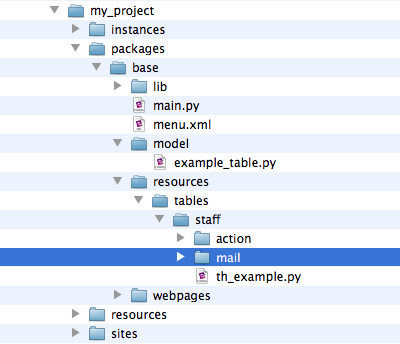 my_project
instances
packages
base
lib
main.py
menu.xml
model
example_table.py
resources
tables
staff
action
mail
th_example.py
webpages
resources
sites